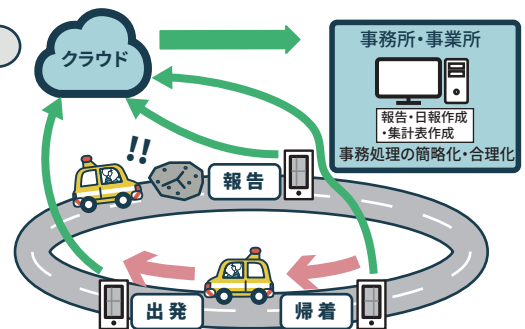 クラウド
事務所・事業所
報告・日報作成
・集計表作成
事務処理の簡略化・合理化
!!
報告
出発
帰着